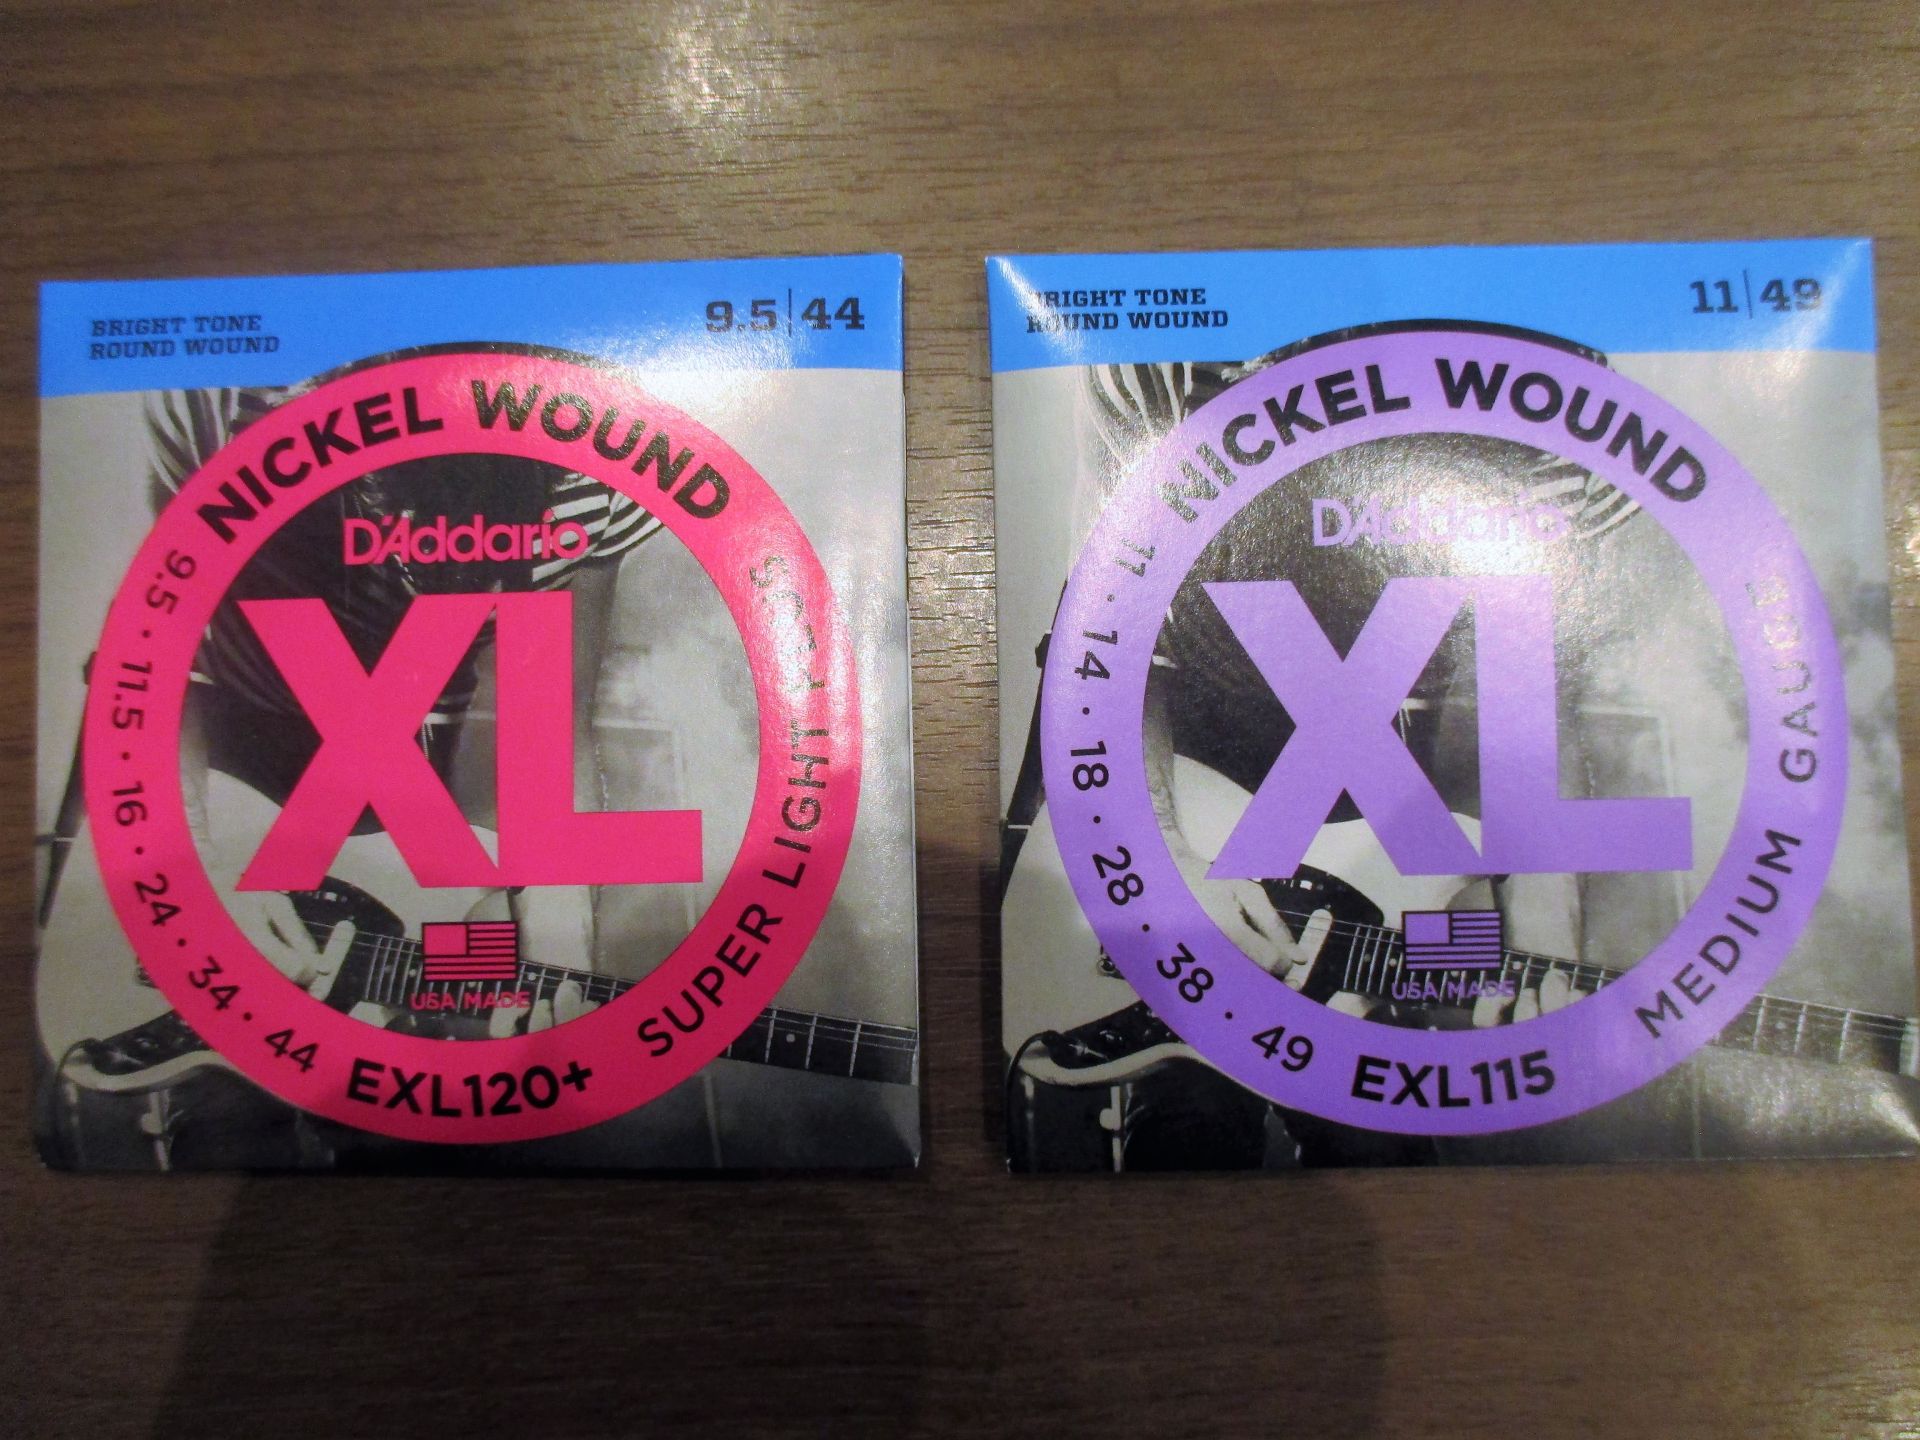 BRIGHT TONE
ROUND WOUND
9.5|44
NICKEL WOUND
D'Addario
XL
USA MADE
9.5 · 11.5 · 16 · 24 · 34 · 44
EXL120+
SUPER LIGHT PLUS
BRIGHT TONE
ROUND WOUND
11|49
NICKEL WOUND
D'Addario
XL
USA MADE
11 · 14 · 18 · 28 · 38 · 49
EXL115
MEDIUM GAUGE